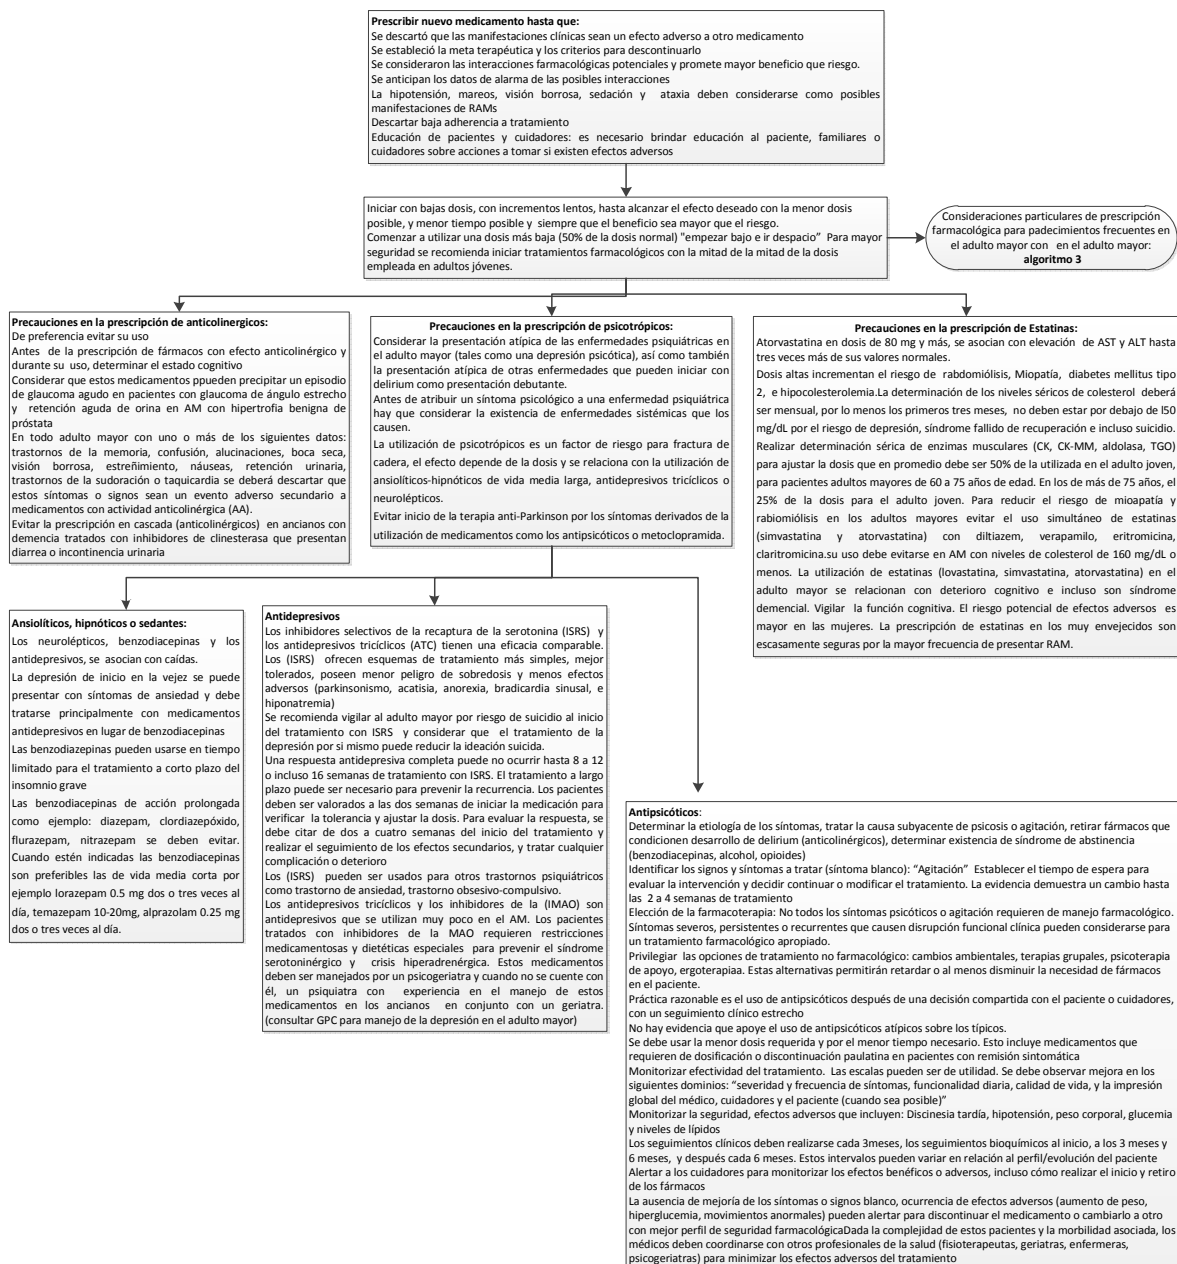 Prescribir nuevo medicamento hasta que:
Se descartó que las manifestaciones clínicas sean un efecto adverso a otro medicamento
Se estableció la meta terapéutica y los criterios para descontinuarlo
Se consideraron las interacciones farmacológicas potenciales y promete mayor beneficio que riesgo.
Se anticipan los datos de alarma de las posibles interacciones
La hipotensión, mareos, visión borrosa, sedación y ataxia deben considerarse como posibles
manifestaciones de RAMs
Descartar baja adherencia a tratamiento
Educación de pacientes y cuidadores: es necesario brindar educación al paciente, familiares o
cuidadores sobre acciones a tomar si existen efectos adversos
Iniciar con bajas dosis, con incrementos lentos, hasta alcanzar el efecto deseado con la menor dosis
posible, y menor tiempo posible y siempre que el beneficio sea mayor que el riesgo.
Comenzar a utilizar una dosis más baja (50% de la dosis normal) "empezar bajo e ir despacio” Para mayor
seguridad se recomienda iniciar tratamientos farmacológicos con la mitad de la mitad de la dosis
empleada en adultos jóvenes.
Consideraciones particulares de prescripción
farmacológica para padecimientos frecuentes en
el adulto mayor con en el adulto mayor:
algoritmo 3
Precauciones en la prescripción de anticolinergicos:
De preferencia evitar su uso
Antes de la prescripción de fármacos con efecto anticolinérgico y
durante su uso, determinar el estado cognitivo
Considerar que estos medicamentos ppueden precipitar un episodio
de glaucoma agudo en pacientes con glaucoma de ángulo estrecho
y retención aguda de orina en AM con hipertrofia benigna de
próstata
En todo adulto mayor con uno o más de los siguientes datos:
trastornos de la memoria, confusión, alucinaciones, boca seca,
visión borrosa, estreñimiento, náuseas, retención urinaria,
trastornos de la sudoración o taquicardia se deberá descartar que
estos síntomas o signos sean un evento adverso secundario a
medicamentos con actividad anticolinérgica (AA).
Evitar la prescripción en cascada (anticolinérgicos) en ancianos con
demencia tratados con inhibidores de clinesterasa que presentan
diarrea o incontinencia urinaria
Precauciones en la prescripción de psicotrópicos:
Considerar la presentación atípica de las enfermedades psiquiátricas en
el adulto mayor (tales como una depresión psicótica), así como también
la presentación atípica de otras enfermedades que pueden iniciar con
delirium como presentación debutante.
Antes de atribuir un síntoma psicológico a una enfermedad psiquiátrica
hay que considerar la existencia de enfermedades sistémicas que los
causen.
La utilización de psicotrópicos es un factor de riesgo para fractura de
cadera, el efecto depende de la dosis y se relaciona con la utilización de
ansiolíticos-hipnóticos de vida media larga, antidepresivos tricíclicos o
neurolépticos.
Evitar inicio de la terapia anti-Parkinson por los síntomas derivados de la
utilización de medicamentos como los antipsicóticos o metoclopramida.
Precauciones en la prescripción de Estatinas:
Atorvastatina en dosis de 80 mg y más, se asocian con elevación de AST y ALT hasta
tres veces más de sus valores normales.
Dosis altas incrementan el riesgo de rabdomiólisis, Miopatía, diabetes mellitus tipo
2, e hipocolesterolemia.La determinación de los niveles séricos de colesterol deberá
ser mensual, por lo menos los primeros tres meses, no deben estar por debajo de l50
mg/dL por el riesgo de depresión, síndrome fallido de recuperación e incluso suicidio.
Realizar determinación sérica de enzimas musculares (CK, CK-MM, aldolasa, TGO)
para ajustar la dosis que en promedio debe ser 50% de la utilizada en el adulto joven,
para pacientes adultos mayores de 60 a 75 años de edad. En los de más de 75 años, el
25% de la dosis para el adulto joven. Para reducir el riesgo de mioapatía y
rabiomiólisis en los adultos mayores evitar el uso simultáneo de estatinas
(simvastatina y atorvastatina) con diltiazem, verapamilo, eritromicina,
claritromicina.su uso debe evitarse en AM con niveles de colesterol de 160 mg/dL o
menos. La utilización de estatinas (lovastatina, simvastatina, atorvastatina) en el
adulto mayor se relacionan con deterioro cognitivo e incluso son síndrome
demencial. Vigilar la función cognitiva. El riesgo potencial de efectos adversos es
mayor en las mujeres. La prescripción de estatinas en los muy envejecidos son
escasamente seguras por la mayor frecuencia de presentar RAM.
Ansiolíticos, hipnóticos o sedantes:
Los neurolépticos, benzodiacepinas y los
antidepresivos, se asocian con caídas.
La depresión de inicio en la vejez se puede
presentar con síntomas de ansiedad y debe
tratarse principalmente con medicamentos
antidepresivos en lugar de benzodiacepinas
Las benzodiazepinas pueden usarse en tiempo
limitado para el tratamiento a corto plazo del
insomnio grave
Las benzodiacepinas de acción prolongada
como ejemplo: diazepam, clordiazepóxido,
flurazepam, nitrazepam se deben evitar.
Cuando estén indicadas las benzodiacepinas
son preferibles las de vida media corta por
ejemplo lorazepam 0.5 mg dos o tres veces al
día, temazepam 10-20mg, alprazolam 0.25 mg
dos o tres veces al día.
Antidepresivos
Los inhibidores selectivos de la recaptura de la serotonina (ISRS) y
los antidepresivos tricíclicos (ATC) tienen una eficacia comparable.
Los (ISRS) ofrecen esquemas de tratamiento más simples, mejor
tolerados, poseen menor peligro de sobredosis y menos efectos
adversos (parkinsonismo, acatisia, anorexia, bradicardia sinusal, e
hiponatremia)
Se recomienda vigilar al adulto mayor por riesgo de suicidio al inicio
del tratamiento con ISRS y considerar que el tratamiento de la
depresión por si mismo puede reducir la ideación suicida.
Una respuesta antidepresiva completa puede no ocurrir hasta 8 a 12
o incluso 16 semanas de tratamiento con ISRS. El tratamiento a largo
plazo puede ser necesario para prevenir la recurrencia. Los pacientes
deben ser valorados a las dos semanas de iniciar la medicación para
verificar la tolerancia y ajustar la dosis. Para evaluar la respuesta, se
debe citar de dos a cuatro semanas del inicio del tratamiento y
realizar el seguimiento de los efectos secundarios, y tratar cualquier
complicación o deterioro
Los (ISRS) pueden ser usados para otros trastornos psiquiátricos
como trastorno de ansiedad, trastorno obsesivo-compulsivo.
Los antidepresivos tricíclicos y los inhibidores de la (IMAO) son
antidepresivos que se utilizan muy poco en el AM. Los pacientes
tratados con inhibidores de la MAO requieren restricciones
medicamentosas y dietéticas especiales para prevenir el síndrome
serotoninérgico y crisis hiperadrenérgica. Estos medicamentos
deben ser manejados por un psicogeriatra y cuando no se cuente con
él, un psiquiatra con experiencia en el manejo de estos
medicamentos en los ancianos en conjunto con un geriatra.
(consultar GPC para manejo de la depresión en el adulto mayor)
Antipsicóticos:
Determinar la etiología de los síntomas, tratar la causa subyacente de psicosis o agitación, retirar fármacos que
condicionen desarrollo de delirium (anticolinérgicos), determinar existencia de síndrome de abstinencia
(benzodiacepinas, alcohol, opioides)
Identificar los signos y síntomas a tratar (síntoma blanco): “Agitación” Establecer el tiempo de espera para
evaluar la intervención y decidir continuar o modificar el tratamiento. La evidencia demuestra un cambio hasta
las 2 a 4 semanas de tratamiento
Elección de la farmacoterapia: No todos los síntomas psicóticos o agitación requieren de manejo farmacológico.
Síntomas severos, persistentes o recurrentes que causen disrupción funcional clínica pueden considerarse para
un tratamiento farmacológico apropiado.
Privilegiar las opciones de tratamiento no farmacológico: cambios ambientales, terapias grupales, psicoterapia
de apoyo, ergoterapiaa. Estas alternativas permitirán retardar o al menos disminuir la necesidad de fármacos
en el paciente.
Práctica razonable es el uso de antipsicóticos después de una decisión compartida con el paciente o cuidadores,
con un seguimiento clínico estrecho
No hay evidencia que apoye el uso de antipsicóticos atípicos sobre los típicos.
Se debe usar la menor dosis requerida y por el menor tiempo necesario. Esto incluye medicamentos que
requieren de dosificación o discontinuación paulatina en pacientes con remisión sintomática
Monitorizar efectividad del tratamiento. Las escalas pueden ser de utilidad. Se debe observar mejora en los
siguientes dominios: “severidad y frecuencia de síntomas, funcionalidad diaria, calidad de vida, y la impresión
global del médico, cuidadores y el paciente (cuando sea posible)”
Monitorizar la seguridad, efectos adversos que incluyen: Discinesia tardía, hipotensión, peso corporal, glucemia
y niveles de lípidos
Los seguimientos clínicos deben realizarse cada 3meses, los seguimientos bioquímicos al inicio, a los 3 meses y
6 meses, y después cada 6 meses. Estos intervalos pueden variar en relación al perfil/evolución del paciente
Alertar a los cuidadores para monitorizar los efectos benéficos o adversos, incluso cómo realizar el inicio y retiro
de los fármacos
La ausencia de mejoría de los síntomas o signos blanco, ocurrencia de efectos adversos (aumento de peso,
hiperglucemia, movimientos anormales) pueden alertar para discontinuar el medicamento o cambiarlo a otro
con mejor perfil de seguridad farmacológicaDada la complejidad de estos pacientes y la morbilidad asociada, los
médicos deben coordinarse con otros profesionales de la salud (fisioterapeutas, geriatras, enfermeras,
psicogeriatras) para minimizar los efectos adversos del tratamiento